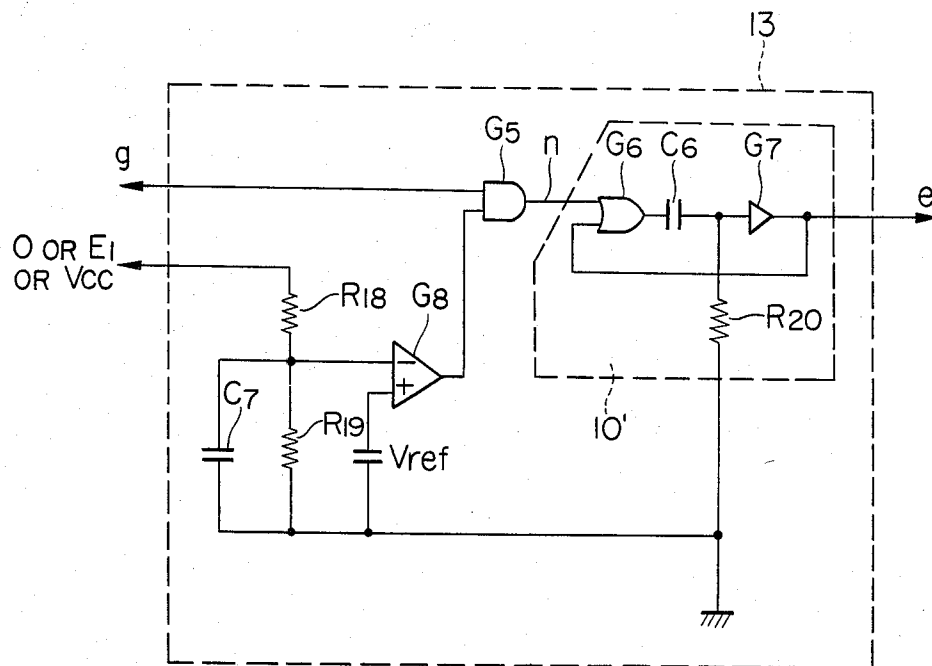 13
g
G5
n
G6
C6
G7
e
O OR E1
OR VCC
R18
G8
R20
C7
R19
Vref
10'